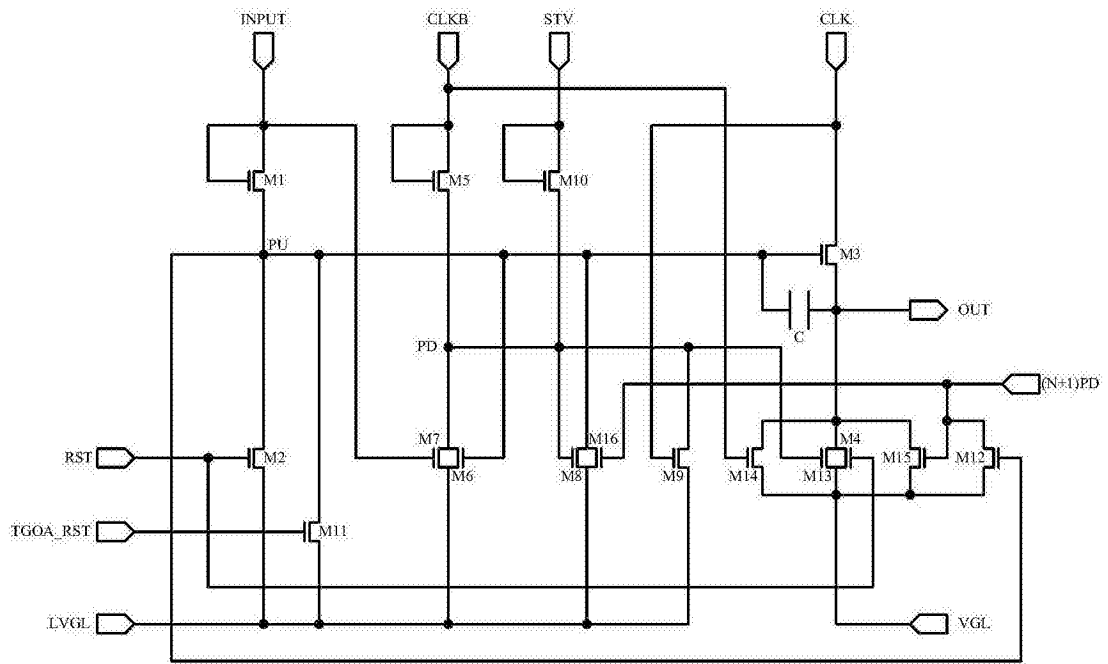 INPUT
CLKB
STV
CLK
M1
M5
M10
PU
M3
OUT
C
PD
(N+1)PD
M7
M16
M4
RST
M2
M6
M8
M9
M14
M13
M15
M12
TGOA_RST
M11
LVGL
VGL